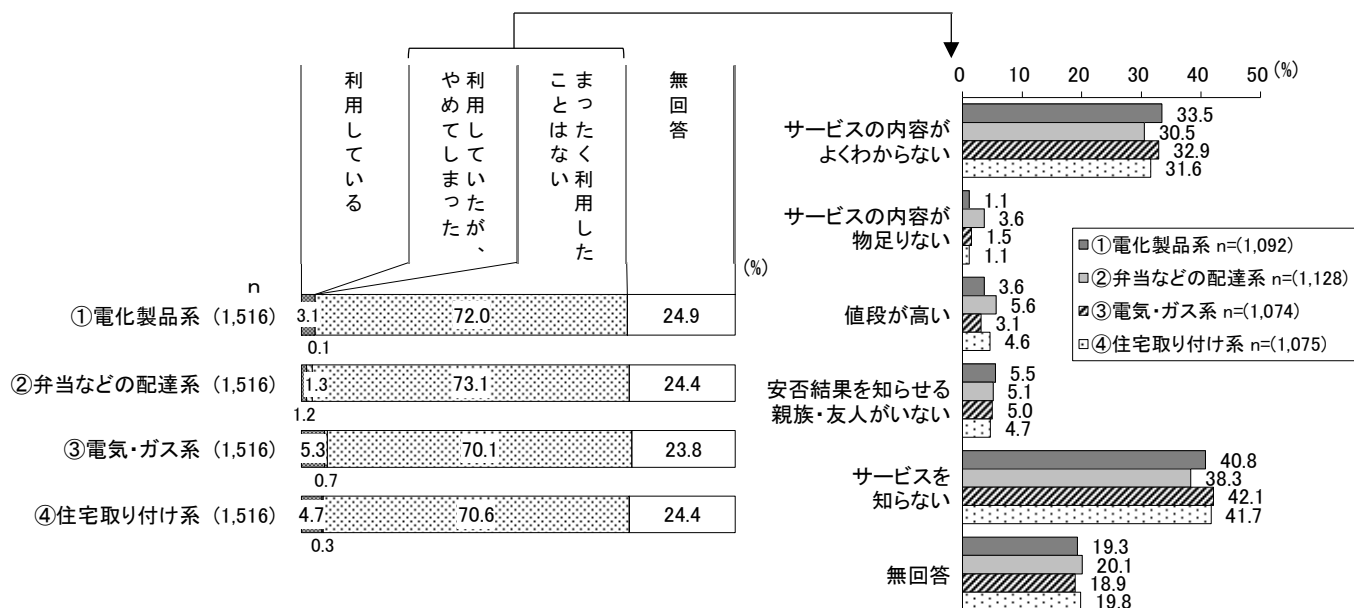 利用している
利用していたが、
やめてしまった
まったく利用した
ことはない
無回答
n
(%)
①電化製品系 (1,516)
3.1
72.0
24.9
0.1
②弁当などの配達系 (1,516)
1.3
73.1
24.4
1.2
③電気・ガス系 (1,516)
5.3
70.1
23.8
0.7
④住宅取り付け系 (1,516)
4.7
70.6
24.4
0.3
0 10 20 30 40 50 (%)
サービスの内容が
よくわからない
33.5
30.5
32.9
31.6
サービスの内容が
物足りない
1.1
3.6
1.5
1.1
値段が高い
3.6
5.6
3.1
4.6
安否結果を知らせる
親族・友人がいない
5.5
5.1
5.0
4.7
サービスを
知らない
40.8
38.3
42.1
41.7
無回答
19.3
20.1
18.9
19.8
①電化製品系 n=(1,092)
②弁当などの配達系 n=(1,128)
③電気・ガス系 n=(1,074)
④住宅取り付け系 n=(1,075)